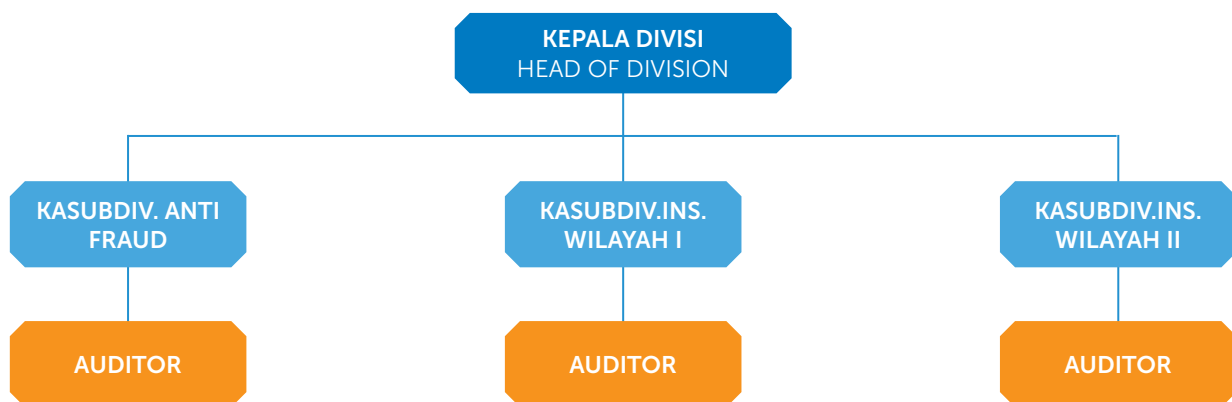 KEPALA DIVISI
HEAD OF DIVISION
KASUBDIV. ANTI
FRAUD
KASUBDIV.INS.
WILAYAH I
KASUBDIV.INS.
WILAYAH II
AUDITOR
AUDITOR
AUDITOR